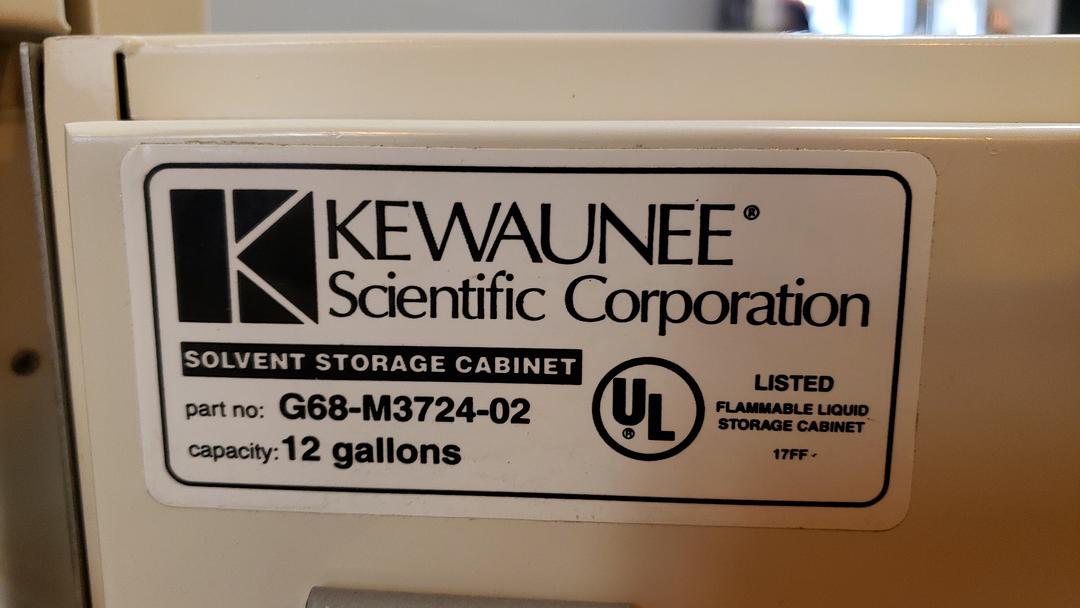 KEWAUNEE®
Scientific Corporation
SOLVENT STORAGE CABINET
part no: G68-M3724-02
capacity: 12 gallons
UL®
LISTED
FLAMMABLE LIQUID
STORAGE CABINET
17FF